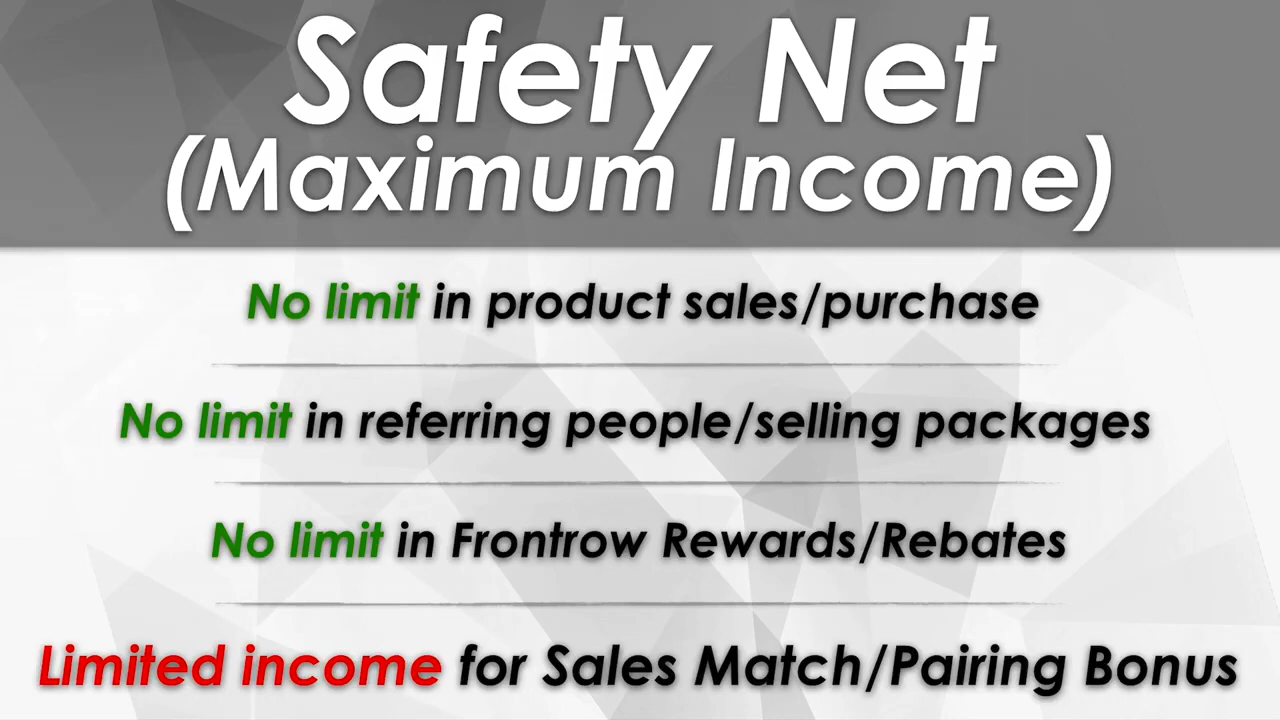 Safety Net
(Maximum Income)
No limit in product sales/purchase
No limit in referring people/selling packages
No limit in Frontrow Rewards/Rebates
Limited income for Sales Match/Pairing Bonus